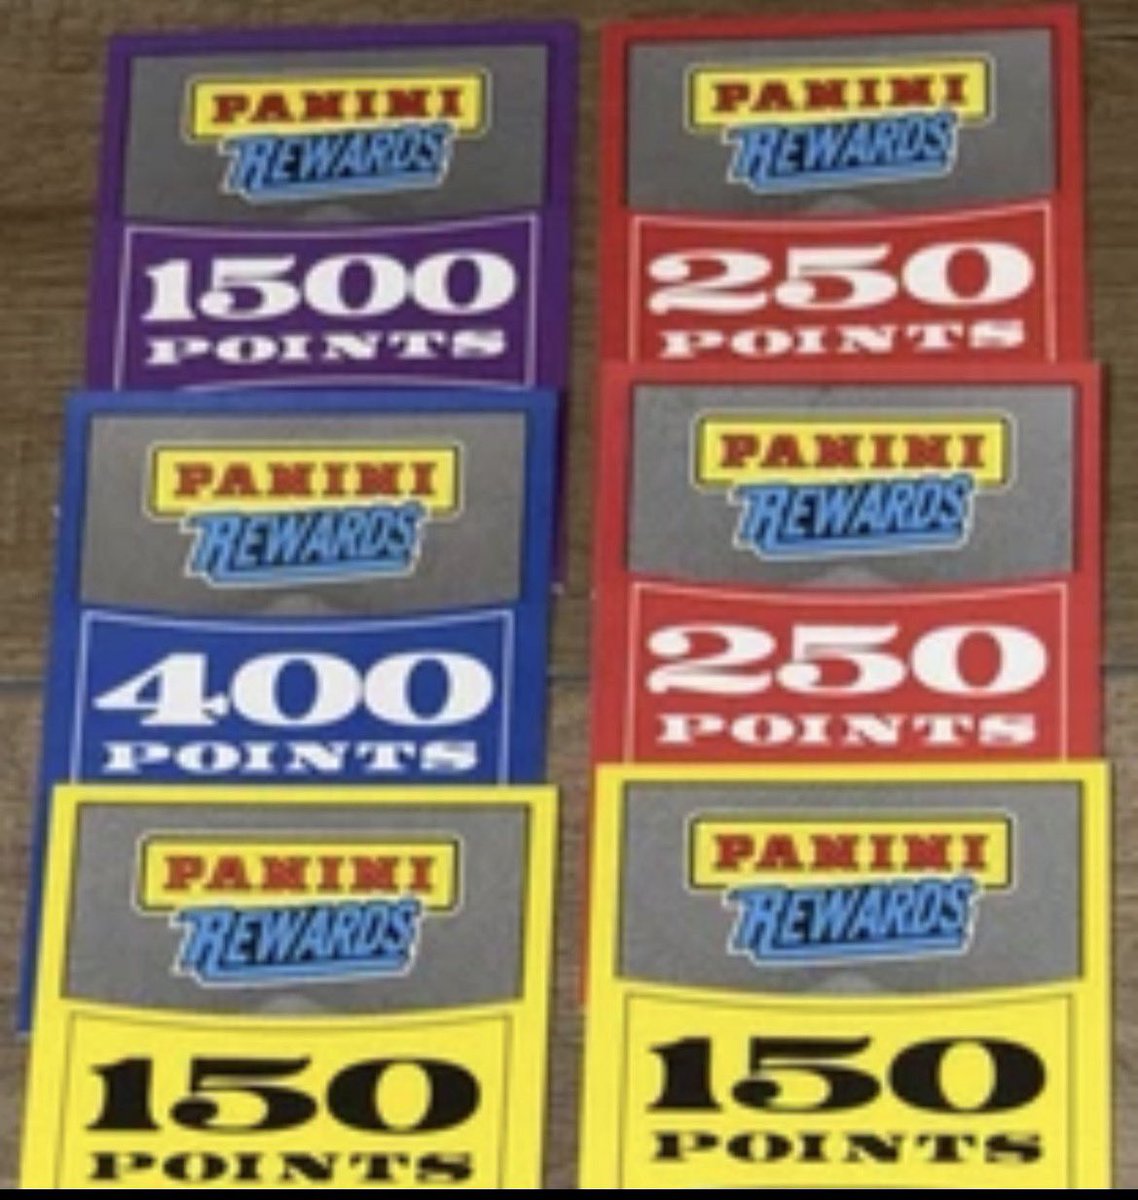 PANINI
REWARDS
1500
POINTS
PANINI
REWARDS
250
POINTS
PANINI
REWARDS
400
POINTS
PANINI
REWARDS
250
POINTS
PANINI
REWARDS
150
POINTS
PANINI
REWARDS
150
POINTS